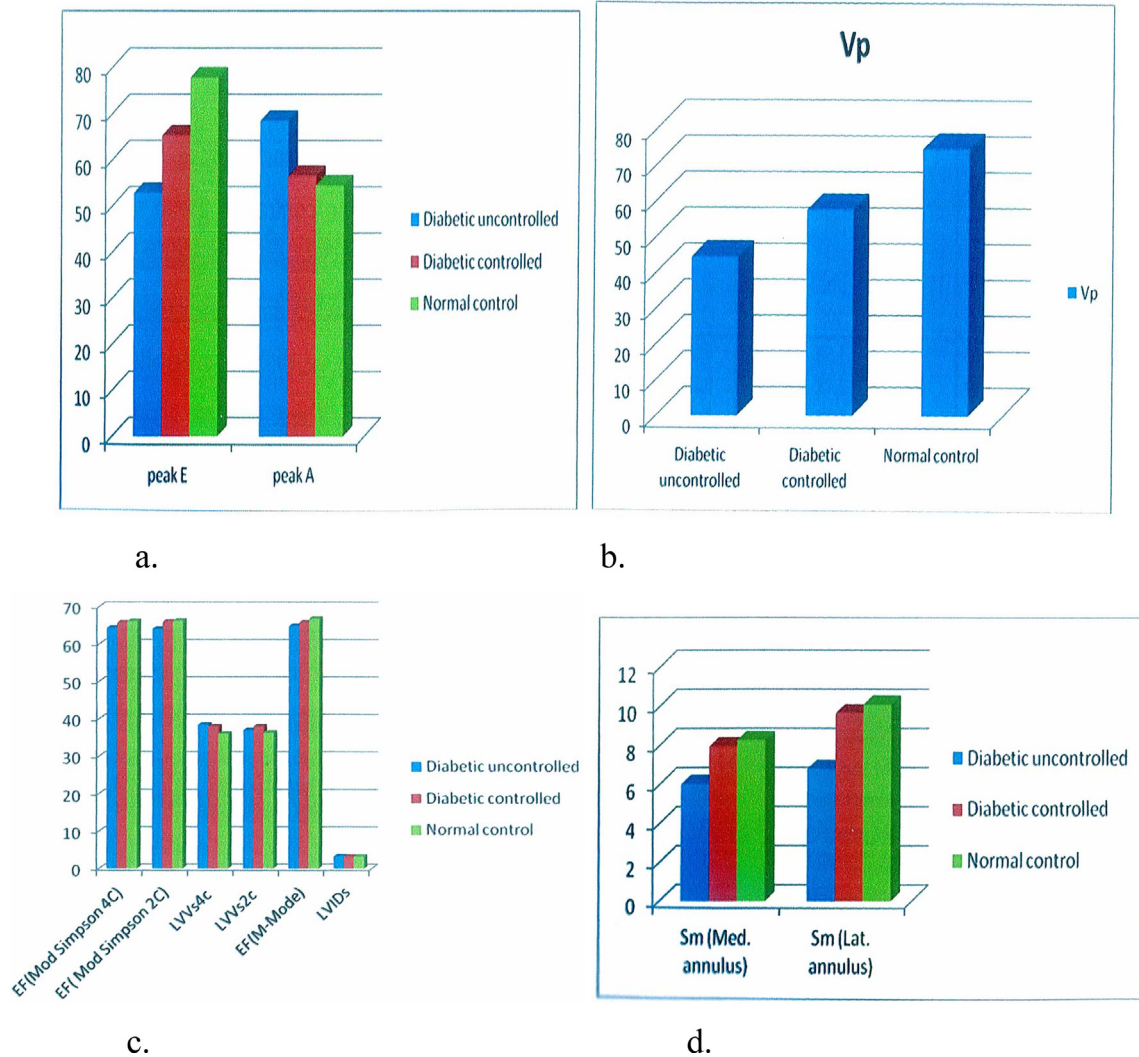 80
70
60
50
40
30
20
10
0
peak E
peak A
Diabetic uncontrolled
Diabetic controlled
Normal control
Vp
80
70
60
50
40
30
20
10
0
Diabetic
uncontrolled
Diabetic
controlled
Normal control
Vp
a.
b.
70
60
50
40
30
20
10
0
EF(Mod Simpson 4C)
EF( Mod Simpson 2C)
LVVs4c
LVVs2c
EF(M-Mode)
LVIDs
Diabetic uncontrolled
Diabetic controlled
Normal control
12
10
8
6
4
2
0
Sm (Med.
annulus)
Sm (Lat.
annulus)
Diabetic uncontrolled
Diabetic controlled
Normal control
c.
d.